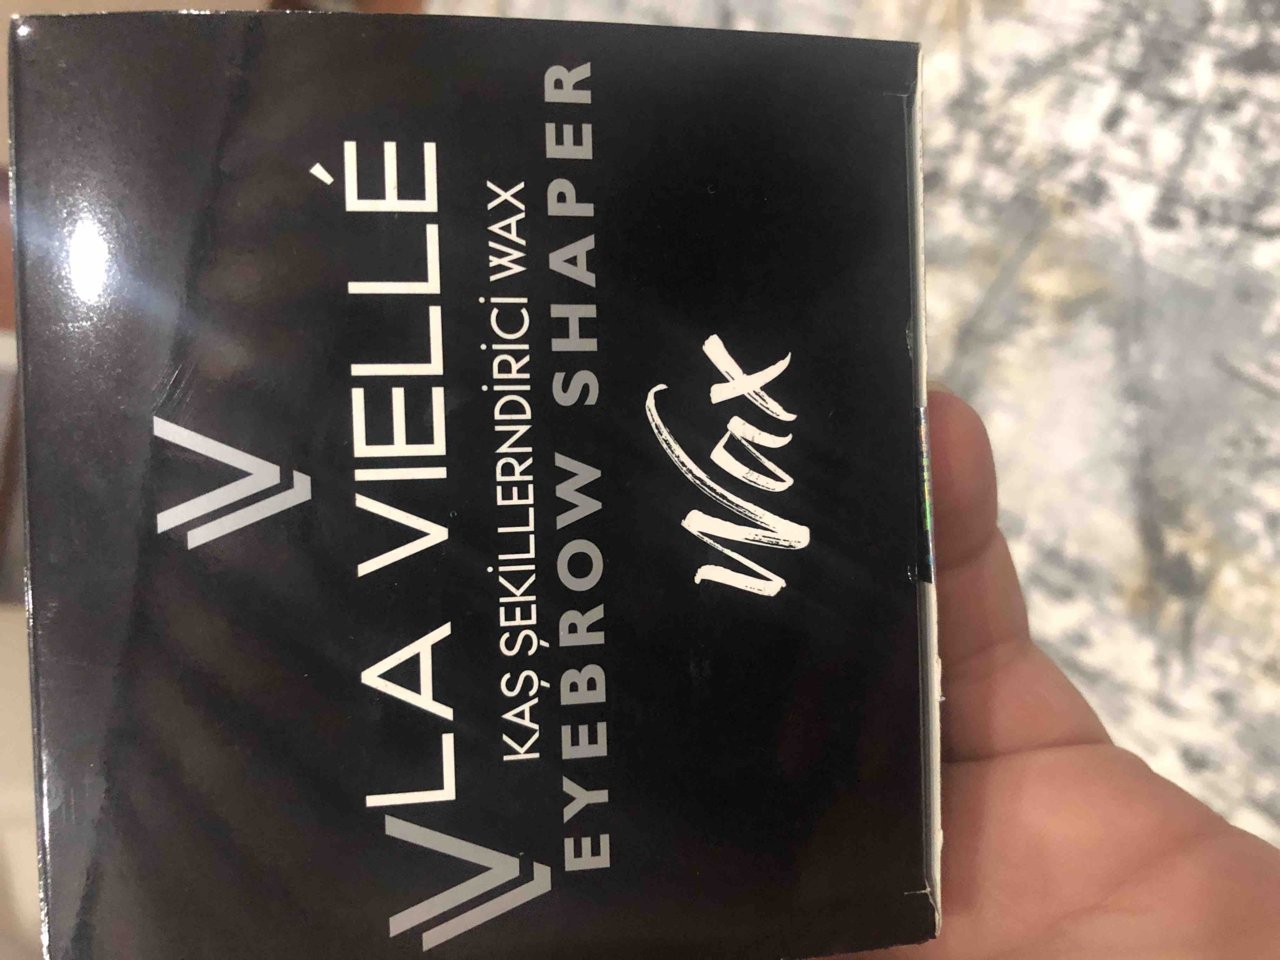 LA VIELLÉ
KAŞ ŞEKİLLERNDİRİCİ WAX
EYEBROW SHAPER
Wax